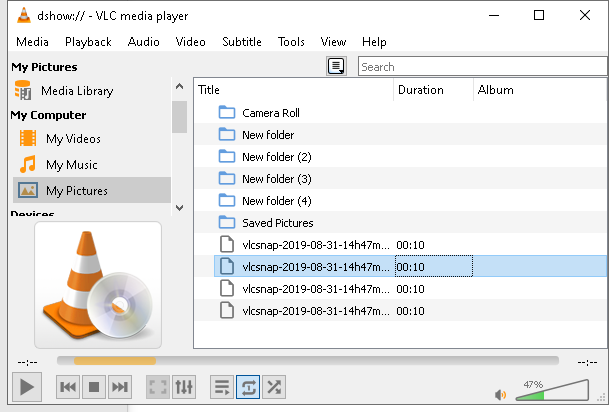 dshow:// - VLC media player
Media Playback Audio Video Subtitle Tools View Help
My Pictures
Search
Media Library
My Computer
My Videos
My Music
My Pictures
Devices
Title Duration Album
Camera Roll
New folder
New folder (2)
New folder (3)
New folder (4)
Saved Pictures
vlcsnap-2019-08-31-14h47m... 00:10
vlcsnap-2019-08-31-14h47m... 00:10
vlcsnap-2019-08-31-14h47m... 00:10
vlcsnap-2019-08-31-14h47m... 00:10
--:-- --:--
47%